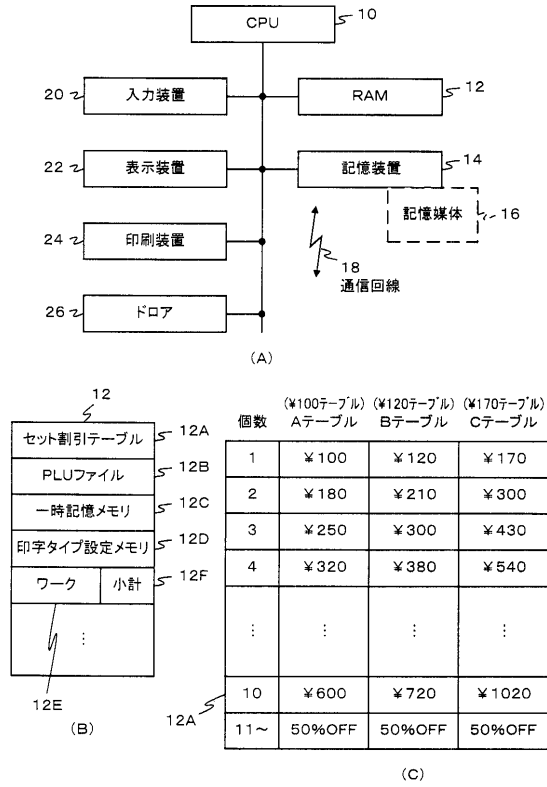 CPU
10
20
入力装置
RAM
12
22
表示装置
記憶装置
14
24
印刷装置
記憶媒体
16
18
通信回線
26
ドロア
(A)
12
セット割引テーブル
12A
PLUファイル
12B
一時記憶メモリ
12C
印字タイプ設定メモリ
12D
ワーク 小計
12F
⋮
12E
(B)
(¥100テーブル) (¥120テーブル) (¥170テーブル)
個数 Aテーブル Bテーブル Cテーブル
1 ¥100 ¥120 ¥170
2 ¥180 ¥210 ¥300
3 ¥250 ¥300 ¥430
4 ¥320 ¥380 ¥540
⋮ ⋮ ⋮ ⋮
10 ¥600 ¥720 ¥1020
11～ 50%OFF 50%OFF 50%OFF
12A
(C)